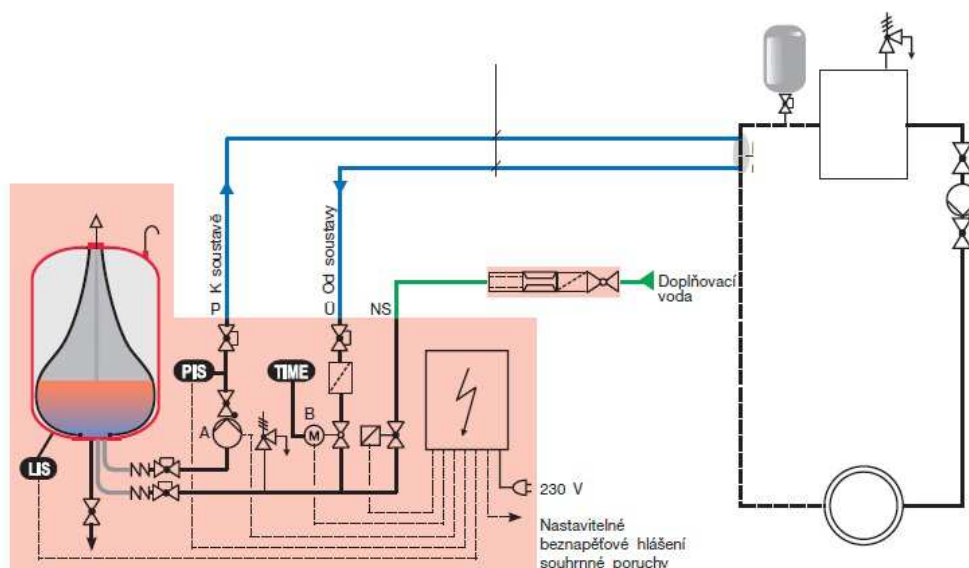 P K soustavě
Ü Od soustavy
NS
Doplňovací
voda
PIS
TIME
A
B
M
LIS
230 V
Nastavitelné
beznapěťové hlášení
souhrnné poruchy